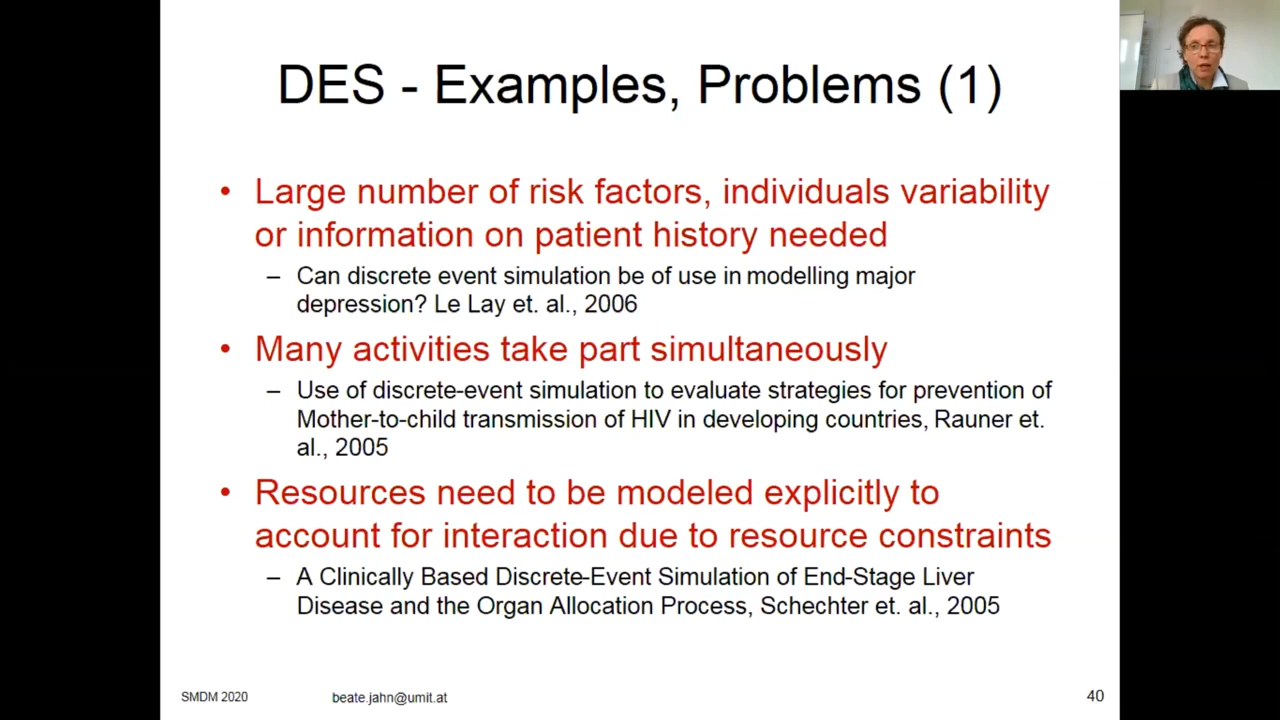 DES - Examples, Problems (1)
• Large number of risk factors, individuals variability
or information on patient history needed
– Can discrete event simulation be of use in modelling major
depression? Le Lay et. al., 2006
• Many activities take part simultaneously
– Use of discrete-event simulation to evaluate strategies for prevention of
Mother-to-child transmission of HIV in developing countries, Rauner et.
al., 2005
• Resources need to be modeled explicitly to
account for interaction due to resource constraints
– A Clinically Based Discrete-Event Simulation of End-Stage Liver
Disease and the Organ Allocation Process, Schechter et. al., 2005
SMDM 2020 beate.jahn@umit.at 40